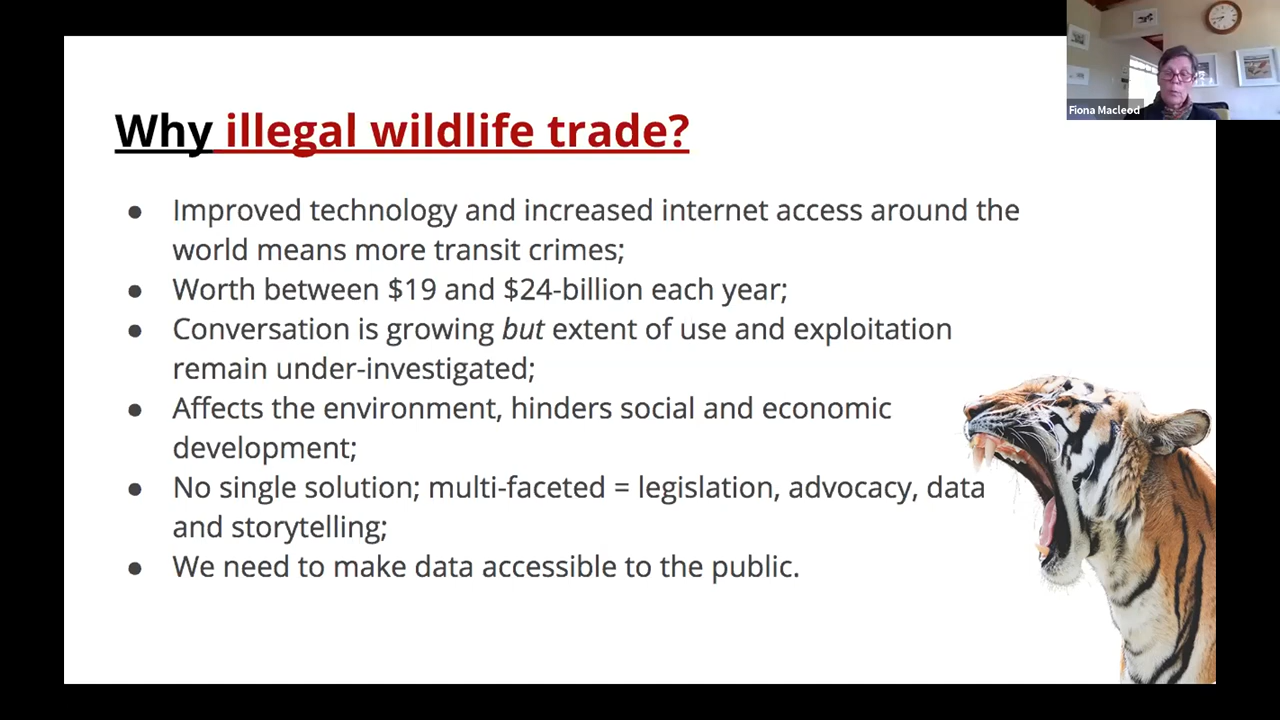 Why illegal wildlife trade?
Fiona Macleod
● Improved technology and increased internet access around the
world means more transit crimes;
● Worth between $19 and $24-billion each year;
● Conversation is growing but extent of use and exploitation
remain under-investigated;
● Affects the environment, hinders social and economic
development;
● No single solution; multi-faceted = legislation, advocacy, data
and storytelling;
● We need to make data accessible to the public.